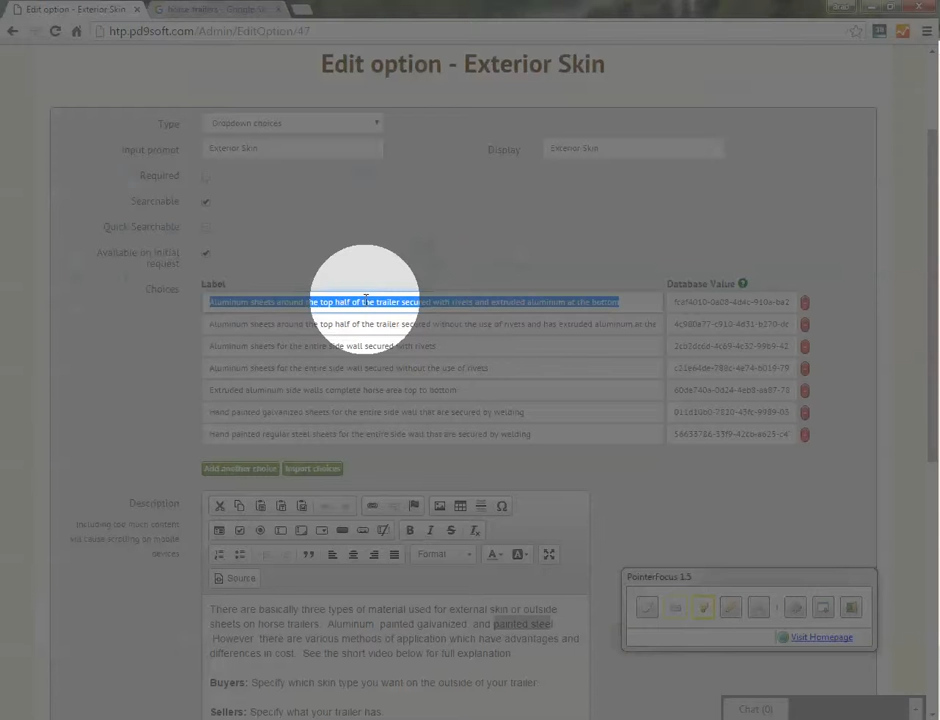 Edit option - Exterior.Skin
horse trailers - Google
htp.pd9soft.com/Admin/EditOption/47
Edit option - Exterior Skin
Type
Dropdown choices
Input prompt
Exterior Skin
Display
Exterior Skin
Required
Searchable
Quick Searchable
Available on initial
request
Choices
Label
Database Value
Aluminum sheets around the top half of the trailer secured with rivets and extruded aluminum at the bottom
Aluminum sheets around the top half of the trailer secured without the use of rivets and has extruded aluminum at the
Aluminum sheets for the entire side wall secured with rivets
Aluminum sheets for the entire side wall secured without the use of rivets
Extruded aluminum side walls complete horse area top to bottom
Hand painted galvanized sheets for the entire side wall that are secured by welding
Hand painted regular steel sheets for the entire side wall that are secured by welding
Add another choice
Import choices
Description
Including too much content
will cause scrolling on mobile
devices
Format
Source
There are basically three types of material used for external skin or outside
sheets on horse trailers. Aluminum painted galvanized and painted steel
However there are various methods of application which have advantages and
differences in cost. See the short video below for full explanation
Buyers: Specify which skin type you want on the outside of your trailer
Sellers: Specify what your trailer has
PointerFocus 1.5
Visit Homepage
Chat (0)